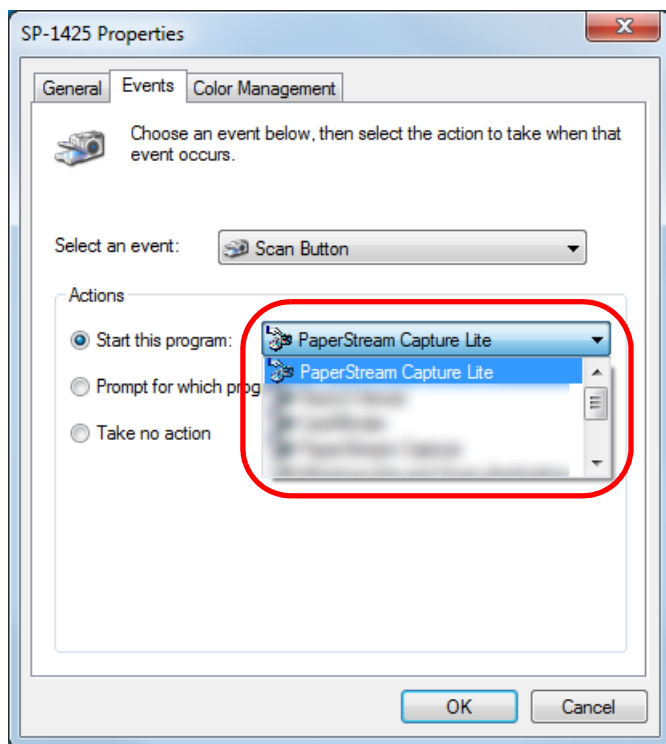 SP-1425 Properties
General Events Color Management
Choose an event below, then select the action to take when that
event occurs.
Select an event: Scan Button
Actions
Start this program: PaperStream Capture Lite
PaperStream Capture Lite
Prompt for which prog
Take no action
OK Cancel